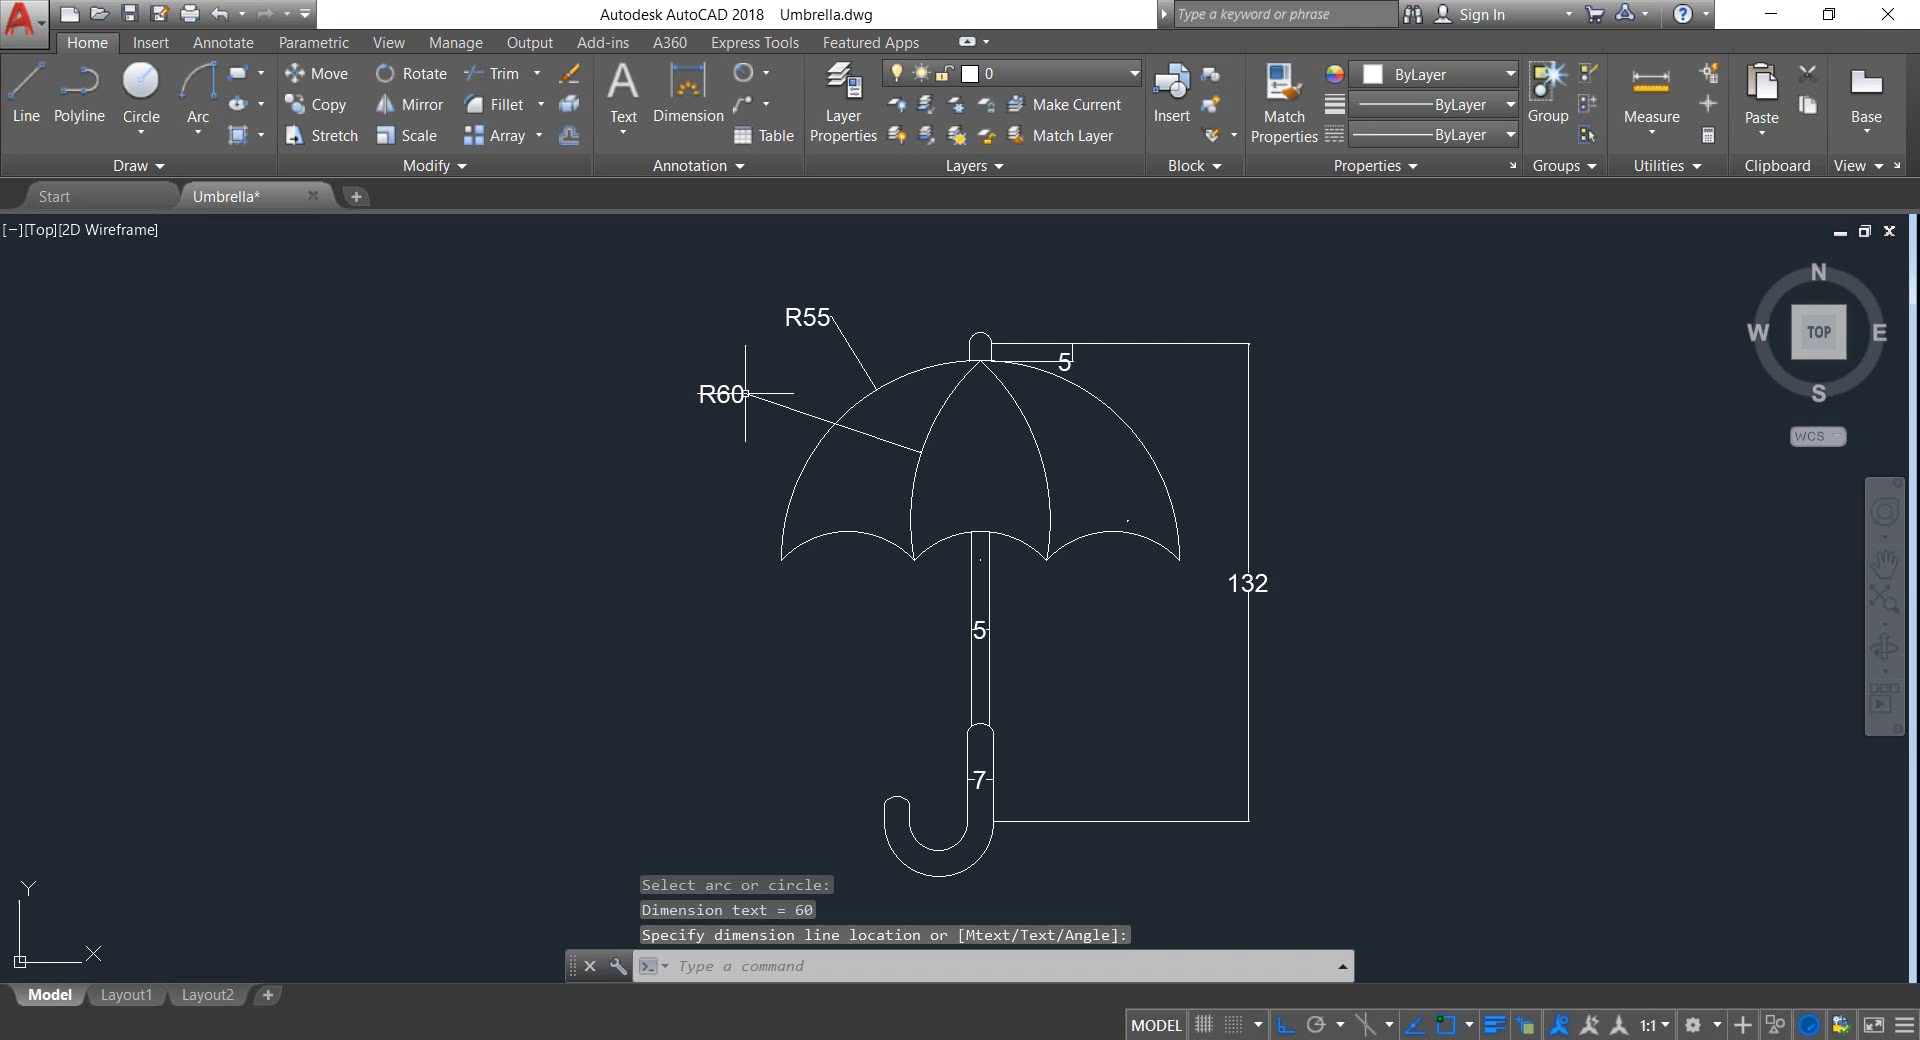 Autodesk AutoCAD 2018 Umbrella.dwg
Type a keyword or phrase
Sign In
Home Insert Annotate Parametric View Manage Output Add-ins A360 Express Tools Featured Apps
Line Polyline Circle Arc
Move Rotate Trim
Copy Mirror Fillet
Stretch Scale Array
Text Dimension
Table
Layer Properties
0
Make Current
Match Layer
Insert
Match Properties
ByLayer
ByLayer
ByLayer
Group
Measure
Paste
Base
Draw Modify Annotation Layers Block Properties Groups Utilities Clipboard View
Start Umbrella*
[−][Top][2D Wireframe]
N
W TOP E
S
WCS
R55
5
R60
132
5
7
Y
X
Select arc or circle:
Dimension text = 60
Specify dimension line location or [Mtext/Text/Angle]:
Type a command
Model Layout1 Layout2
MODEL
1:1